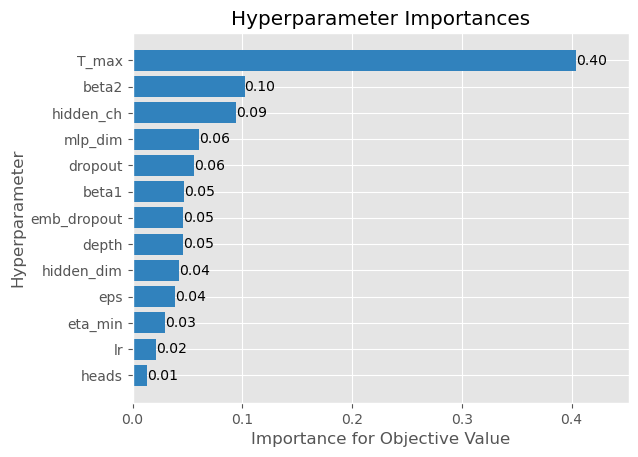 Hyperparameter Importances
Hyperparameter
T_max 0.40
beta2 0.10
hidden_ch 0.09
mlp_dim 0.06
dropout 0.06
beta1 0.05
emb_dropout 0.05
depth 0.05
hidden_dim 0.04
eps 0.04
eta_min 0.03
lr 0.02
heads 0.01
0.0 0.1 0.2 0.3 0.4
Importance for Objective Value